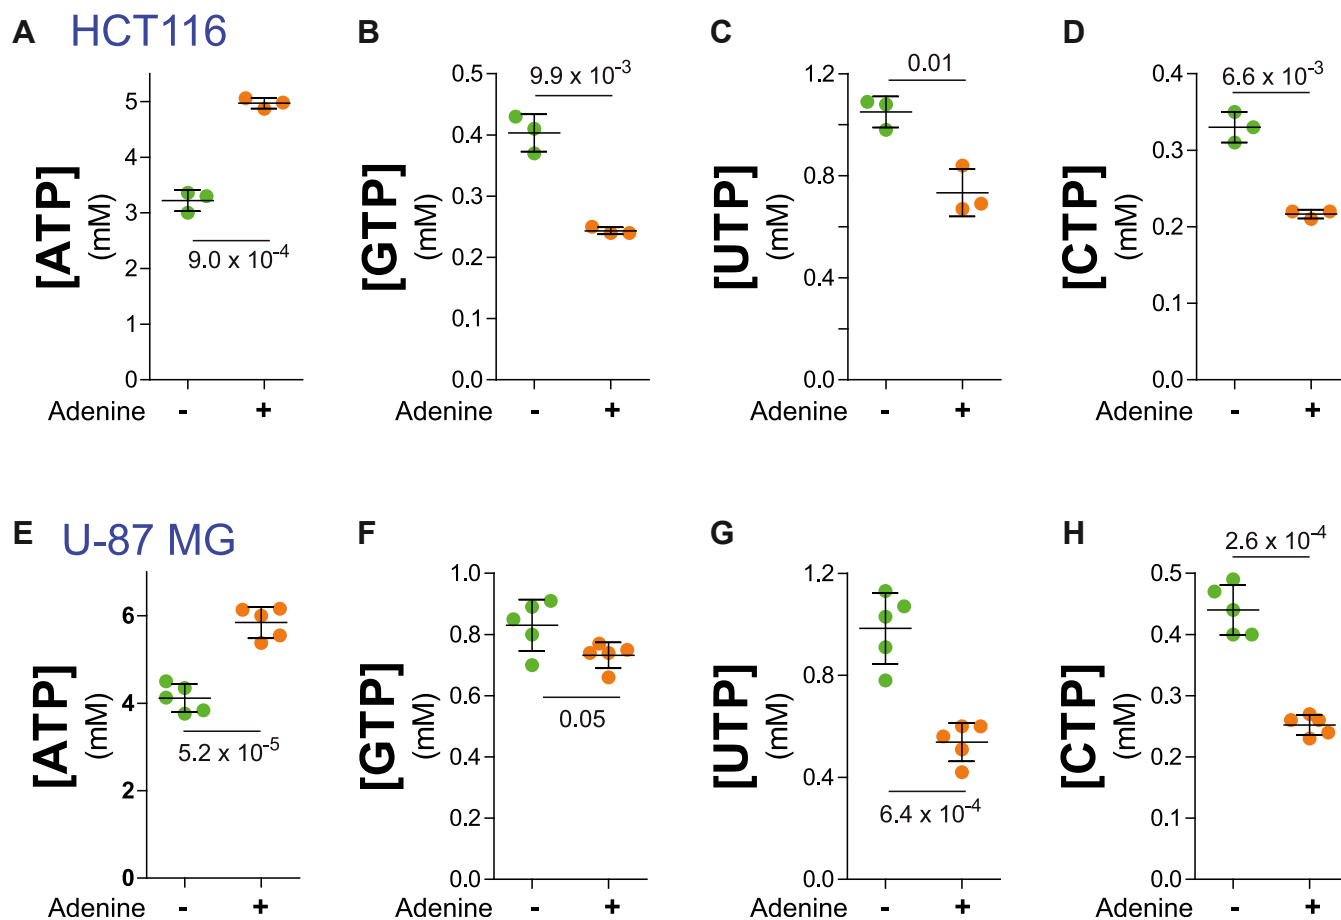 A HCT116
[ATP]
(mM)
5
4
3
2
1
0
9.0 x 10-4
Adenine - +
B
[GTP]
(mM)
0.5
0.4
0.3
0.2
0.1
0.0
9.9 x 10-3
Adenine - +
C
[UTP]
(mM)
1.2
0.8
0.4
0.0
0.01
Adenine - +
D
[CTP]
(mM)
0.4
0.3
0.2
0.1
0.0
6.6 x 10-3
Adenine - +
E U-87 MG
[ATP]
(mM)
6
4
2
0
5.2 x 10-5
Adenine - +
F
[GTP]
(mM)
1.0
0.8
0.6
0.4
0.2
0.0
0.05
Adenine - +
G
[UTP]
(mM)
1.2
0.8
0.4
0.0
6.4 x 10-4
Adenine - +
H
[CTP]
(mM)
0.5
0.4
0.3
0.2
0.1
0.0
2.6 x 10-4
Adenine - +